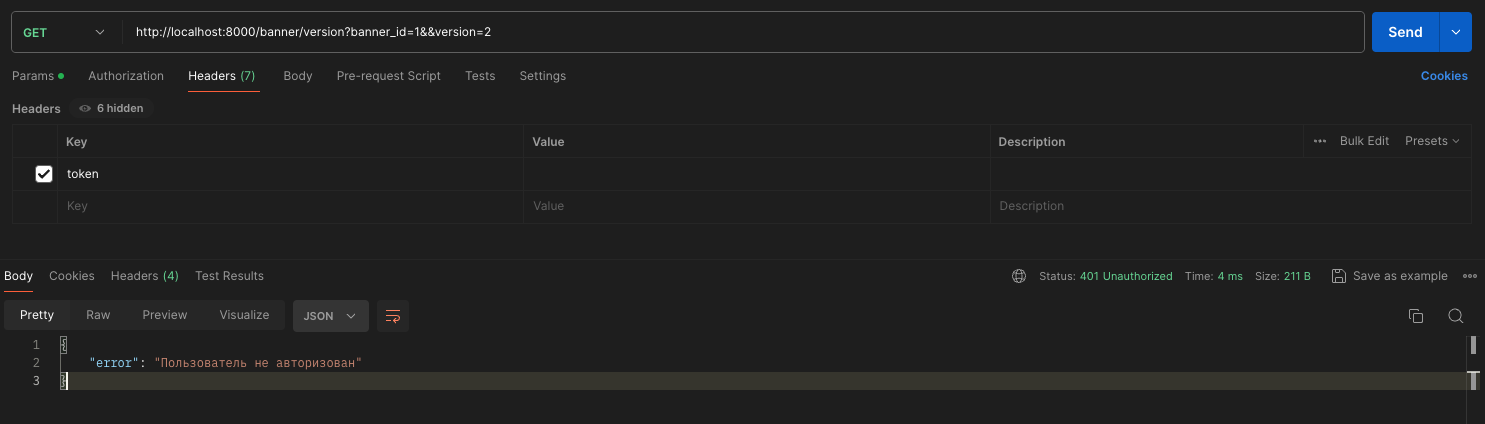 GET http://localhost:8000/banner/version?banner_id=1&&version=2 Send
Params Authorization Headers (7) Body Pre-request Script Tests Settings Cookies
Headers 6 hidden
Key Value Description Bulk Edit Presets
token
Key Value Description
Body Cookies Headers (4) Test Results Status: 401 Unauthorized Time: 4 ms Size: 211 B Save as example
Pretty Raw Preview Visualize JSON
1 {
2 "error": "Пользователь не авторизован"
3 }